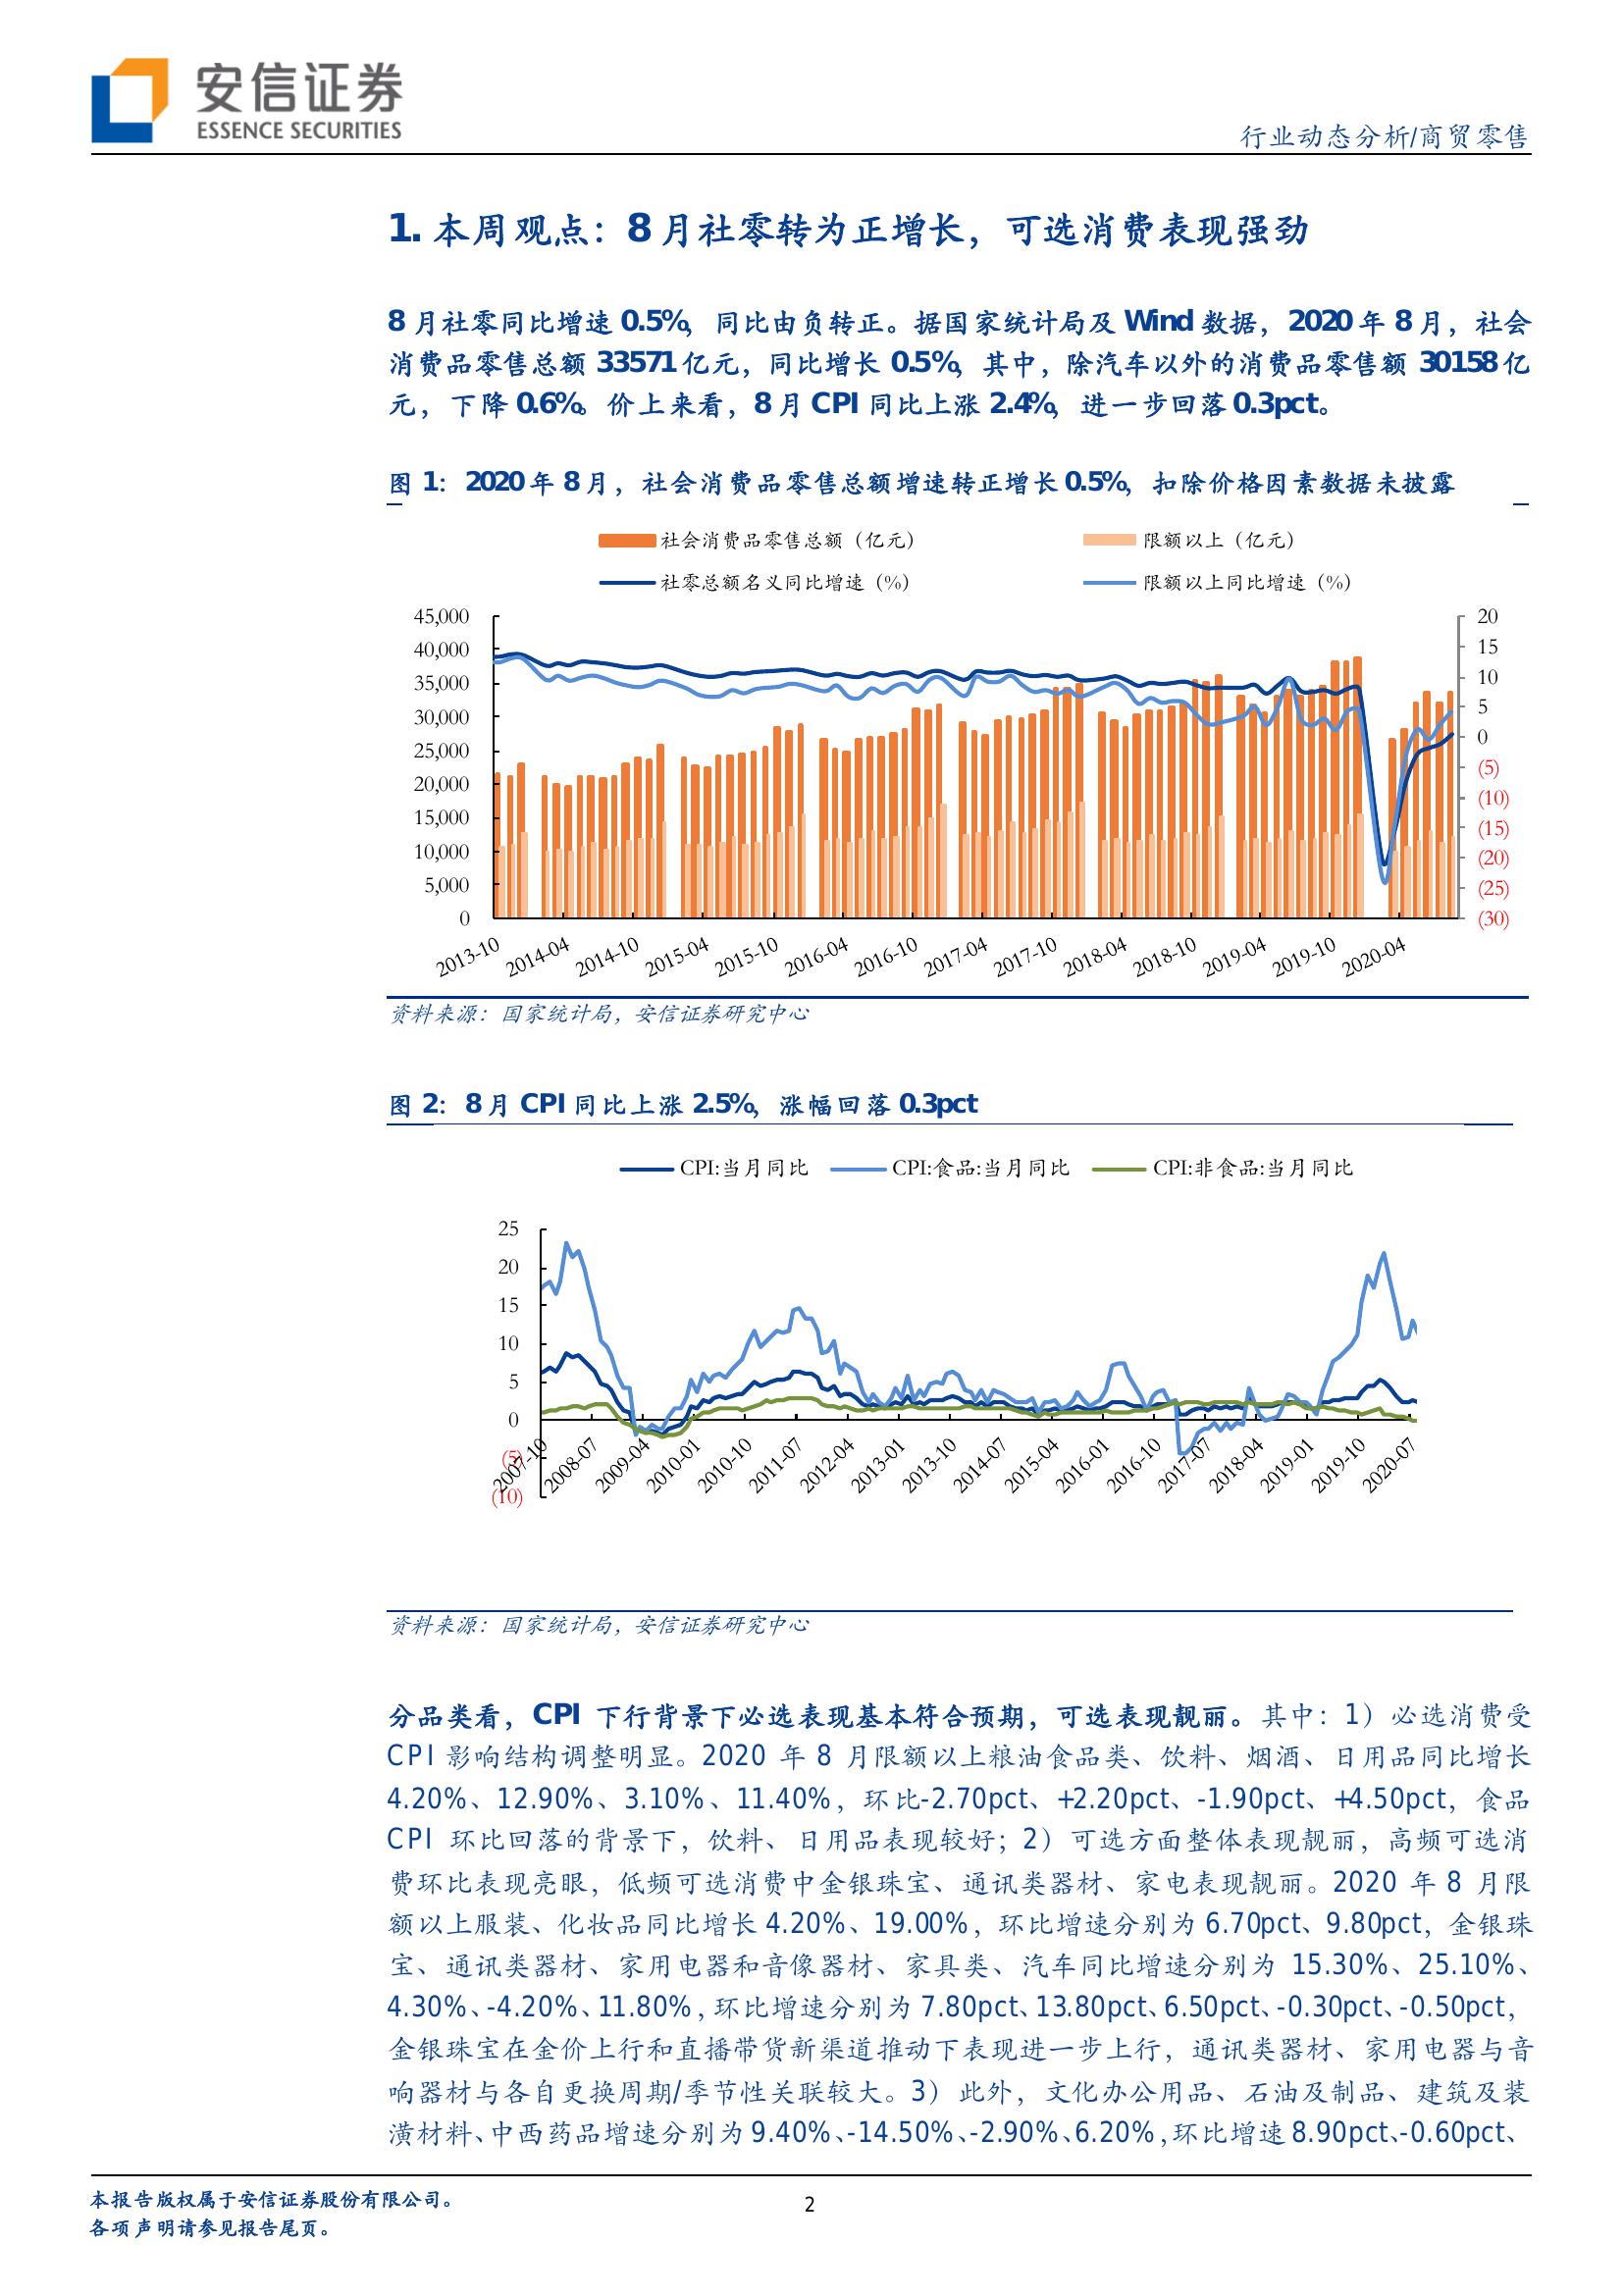 安信证券
ESSENCE SECURITIES
行业动态分析/商贸零售
1. 本周观点：8月社零转为正增长，可选消费表现强劲
8月社零同比增速 0.5%，同比由负转正。据国家统计局及 Wind 数据，2020年8月，社会
消费品零售总额 33571亿元，同比增长 0.5%，其中，除汽车以外的消费品零售额 30158亿
元，下降 0.6%。价上来看，8月 CPI 同比上涨 2.4%，进一步回落 0.3pct。
图 1：2020年8月，社会消费品零售总额增速转正增长 0.5%，扣除价格因素数据未披露
社会消费品零售总额（亿元）
限额以上（亿元）
社零总额名义同比增速（%）
限额以上同比增速（%）
45,000
40,000
35,000
30,000
25,000
20,000
15,000
10,000
5,000
0
20
15
10
5
0
(5)
(10)
(15)
(20)
(25)
(30)
2013-10
2014-04
2014-10
2015-04
2015-10
2016-04
2016-10
2017-04
2017-10
2018-04
2018-10
2019-04
2019-10
2020-04
资料来源：国家统计局，安信证券研究中心
图 2：8月 CPI 同比上涨 2.5%，涨幅回落 0.3pct
CPI:当月同比
CPI:食品:当月同比
CPI:非食品:当月同比
25
20
15
10
5
0
(5)
(10)
2007-10
2008-07
2009-04
2010-01
2010-10
2011-07
2012-04
2013-01
2013-10
2014-07
2015-04
2016-01
2016-10
2017-07
2018-04
2019-01
2019-10
2020-07
资料来源：国家统计局，安信证券研究中心
分品类看，CPI 下行背景下必选表现基本符合预期，可选表现靓丽。其中：1）必选消费受
CPI 影响结构调整明显。2020 年 8 月限额以上粮油食品类、饮料、烟酒、日用品同比增长
4.20%、12.90%、3.10%、11.40%，环比-2.70pct、+2.20pct、-1.90pct、+4.50pct，食品
CPI 环比回落的背景下，饮料、日用品表现较好；2）可选方面整体表现靓丽，高频可选消
费环比表现亮眼，低频可选消费中金银珠宝、通讯类器材、家电表现靓丽。2020 年 8 月限
额以上服装、化妆品同比增长 4.20%、19.00%，环比增速分别为 6.70pct、9.80pct，金银珠
宝、通讯类器材、家用电器和音像器材、家具类、汽车同比增速分别为 15.30%、25.10%、
4.30%、-4.20%、11.80%，环比增速分别为 7.80pct、13.80pct、6.50pct、-0.30pct、-0.50pct，
金银珠宝在金价上行和直播带货新渠道推动下表现进一步上行，通讯类器材、家用电器与音
响器材与各自更换周期/季节性关联较大。3）此外，文化办公用品、石油及制品、建筑及装
潢材料、中西药品增速分别为 9.40%、-14.50%、-2.90%、6.20%，环比增速 8.90pct、-0.60pct、
本报告版权属于安信证券股份有限公司。
各项声明请参见报告尾页。
2